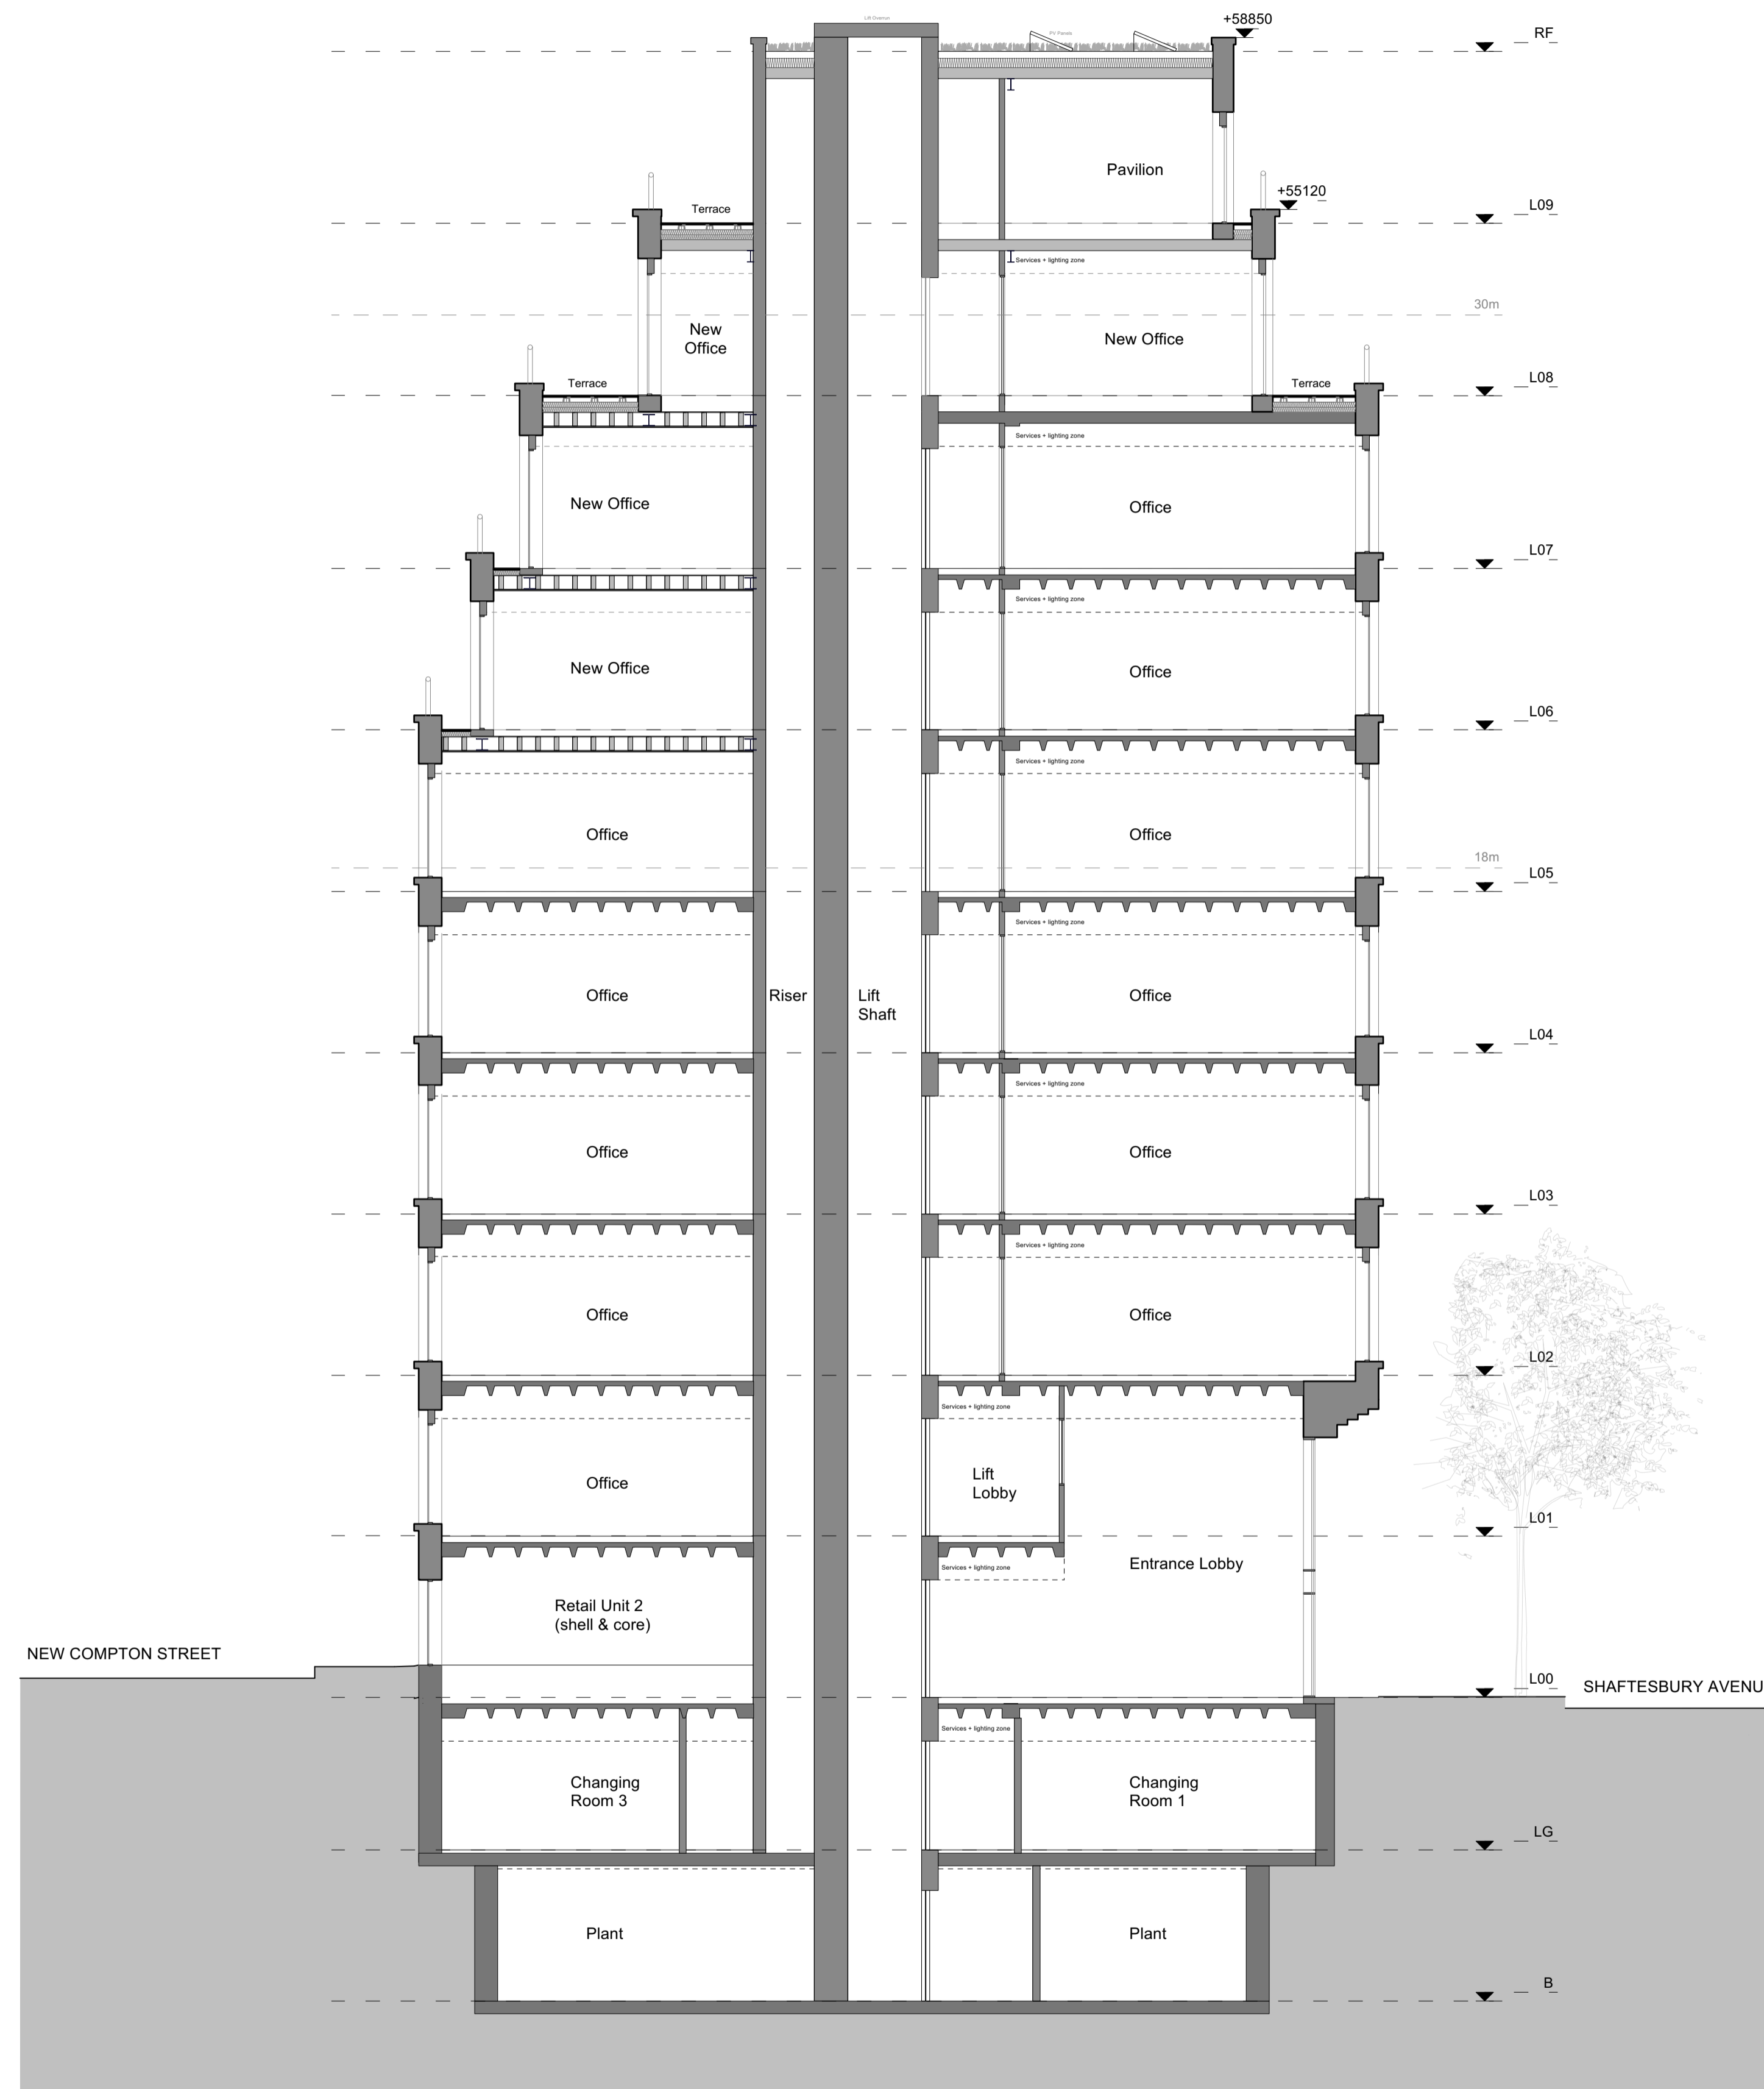 Lift Overrun
+58850
RF
PV Panels
Pavilion
+55120
L09
Terrace
Services + lighting zone
30m
New
Office
New Office
L08
Terrace
Terrace
Services + lighting zone
New Office
Office
L07
Services + lighting zone
New Office
Office
L06
Services + lighting zone
Office
Office
18m
L05
Services + lighting zone
Office
Riser
Lift
Shaft
Office
L04
Services + lighting zone
Office
Office
L03
Services + lighting zone
Office
Office
L02
Services + lighting zone
Office
Lift
Lobby
L01
Services + lighting zone
Entrance Lobby
Retail Unit 2
(shell & core)
NEW COMPTON STREET
L00
SHAFTESBURY AVENU
Services + lighting zone
Changing
Room 3
Changing
Room 1
LG
Plant
Plant
B